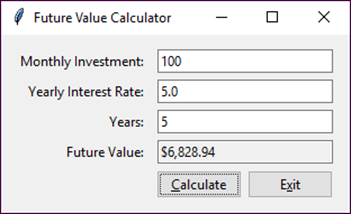 Future Value Calculator
Monthly Investment: 100
Yearly Interest Rate: 5.0
Years: 5
Future Value: $6,828.94
Calculate Exit